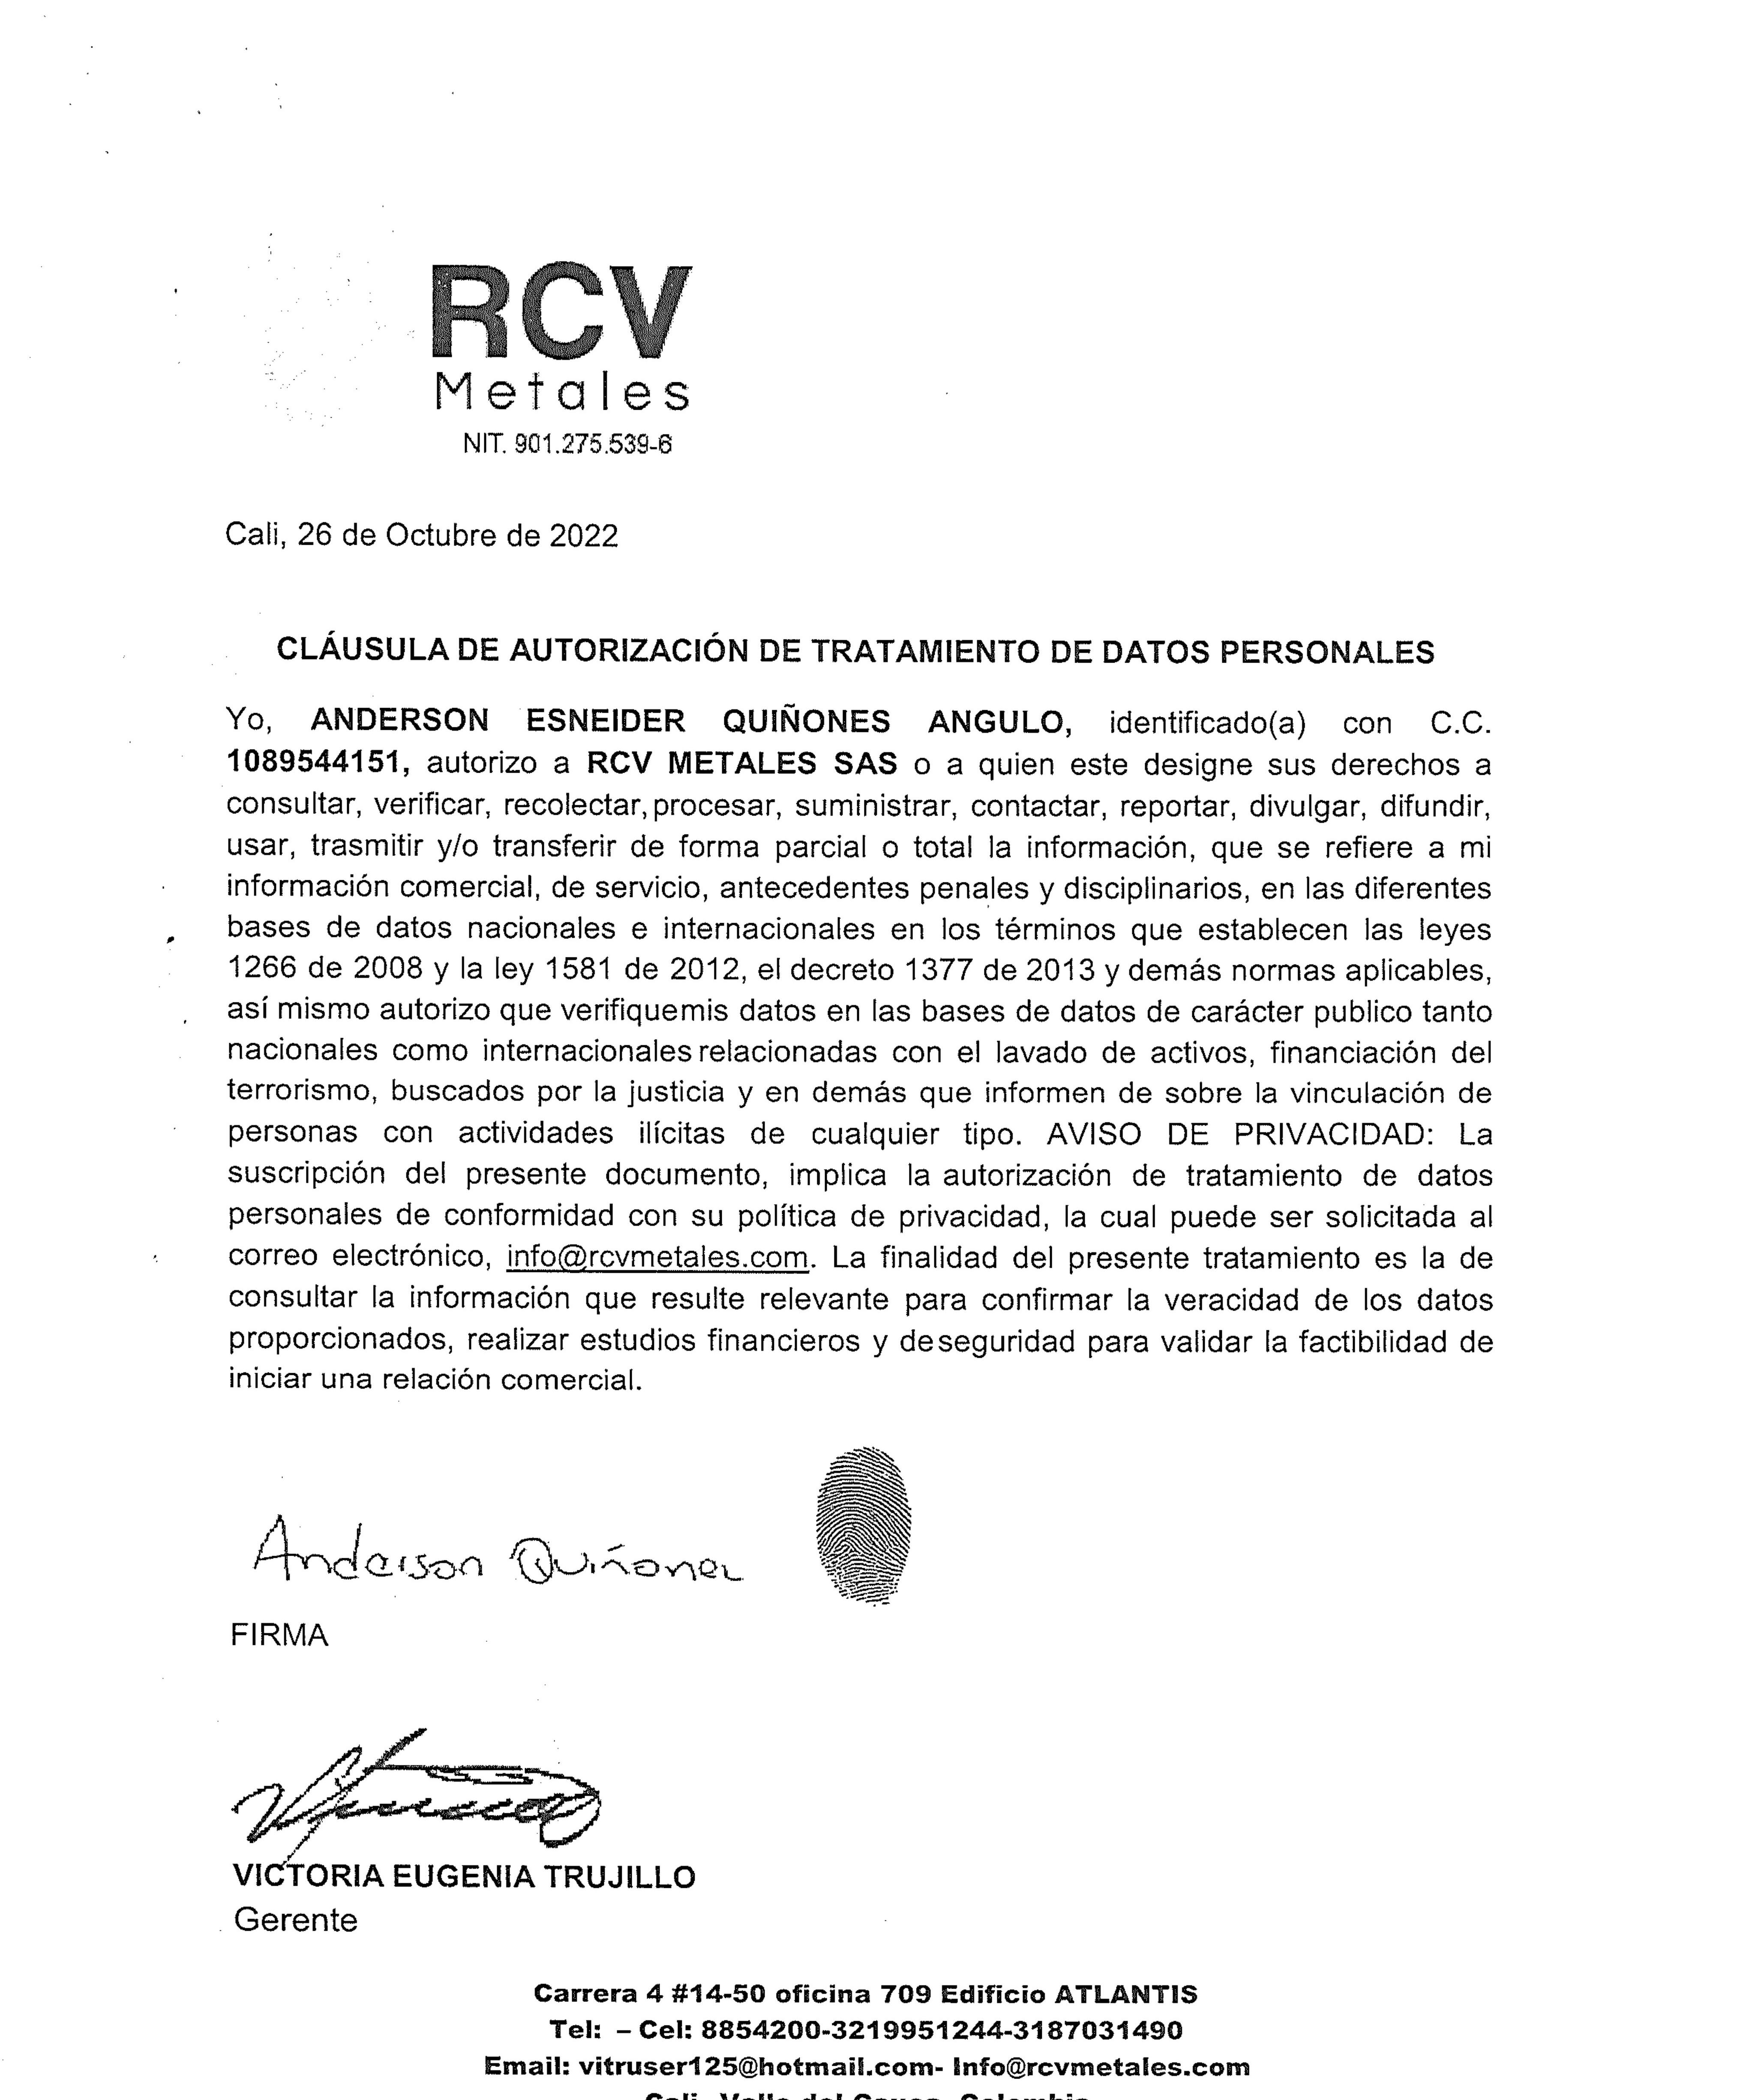 RCV
Metales
NIT. 901.275.539-6
Cali, 26 de Octubre de 2022
CLÁUSULA DE AUTORIZACIÓN DE TRATAMIENTO DE DATOS PERSONALES
Yo, ANDERSON ESNEIDER QUIÑONES ANGULO, identificado(a) con C.C.
1089544151, autorizo a RCV METALES SAS o a quien este designe sus derechos a
consultar, verificar, recolectar, procesar, suministrar, contactar, reportar, divulgar, difundir,
usar, trasmitir y/o transferir de forma parcial o total la información, que se refiere a mi
información comercial, de servicio, antecedentes penales y disciplinarios, en las diferentes
bases de datos nacionales e internacionales en los términos que establecen las leyes
1266 de 2008 y la ley 1581 de 2012, el decreto 1377 de 2013 y demás normas aplicables,
así mismo autorizo que verifiquemis datos en las bases de datos de carácter publico tanto
nacionales como internacionales relacionadas con el lavado de activos, financiación del
terrorismo, buscados por la justicia y en demás que informen de sobre la vinculación de
personas con actividades ilícitas de cualquier tipo. AVISO DE PRIVACIDAD: La
suscripción del presente documento, implica la autorización de tratamiento de datos
personales de conformidad con su política de privacidad, la cual puede ser solicitada al
correo electrónico, info@rcvmetales.com. La finalidad del presente tratamiento es la de
consultar la información que resulte relevante para confirmar la veracidad de los datos
proporcionados, realizar estudios financieros y deseguridad para validar la factibilidad de
iniciar una relación comercial.
Anderson Quiñones
FIRMA
VICTORIA EUGENIA TRUJILLO
Gerente
Carrera 4 #14-50 oficina 709 Edificio ATLANTIS
Tel: – Cel: 8854200-3219951244-3187031490
Email: vitruser125@hotmail.com- Info@rcvmetales.com
Cali- Valle del Cauca- Colombia